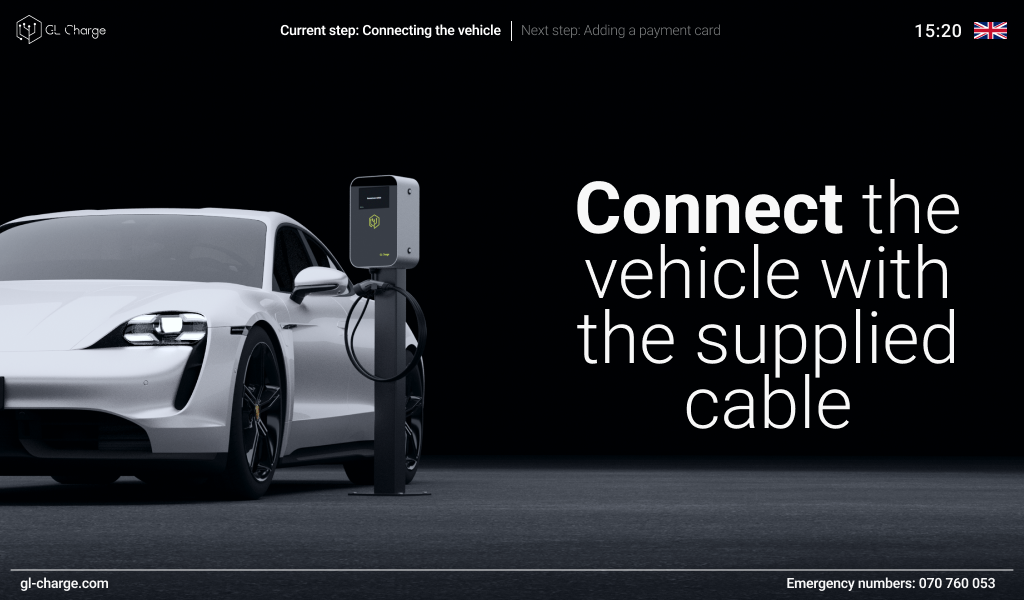 GL Charge
Current step: Connecting the vehicle
Next step: Adding a payment card
15:20
Connect the
vehicle with
the supplied
cable
gl-charge.com
Emergency numbers: 070 760 053